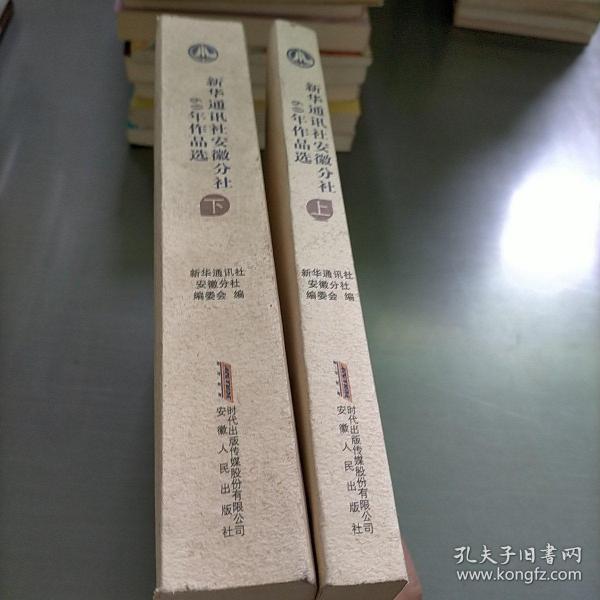 新华通讯社安徽分社
60年作品选
下
新华通讯社
安徽分社
编委会 编
时代出版传媒股份有限公司
安徽人民出版社
新华通讯社安徽分社
60年作品选
上
新华通讯社
安徽分社
编委会 编
时代出版传媒股份有限公司
安徽人民出版社
孔夫子旧书网
www.kongfz.com